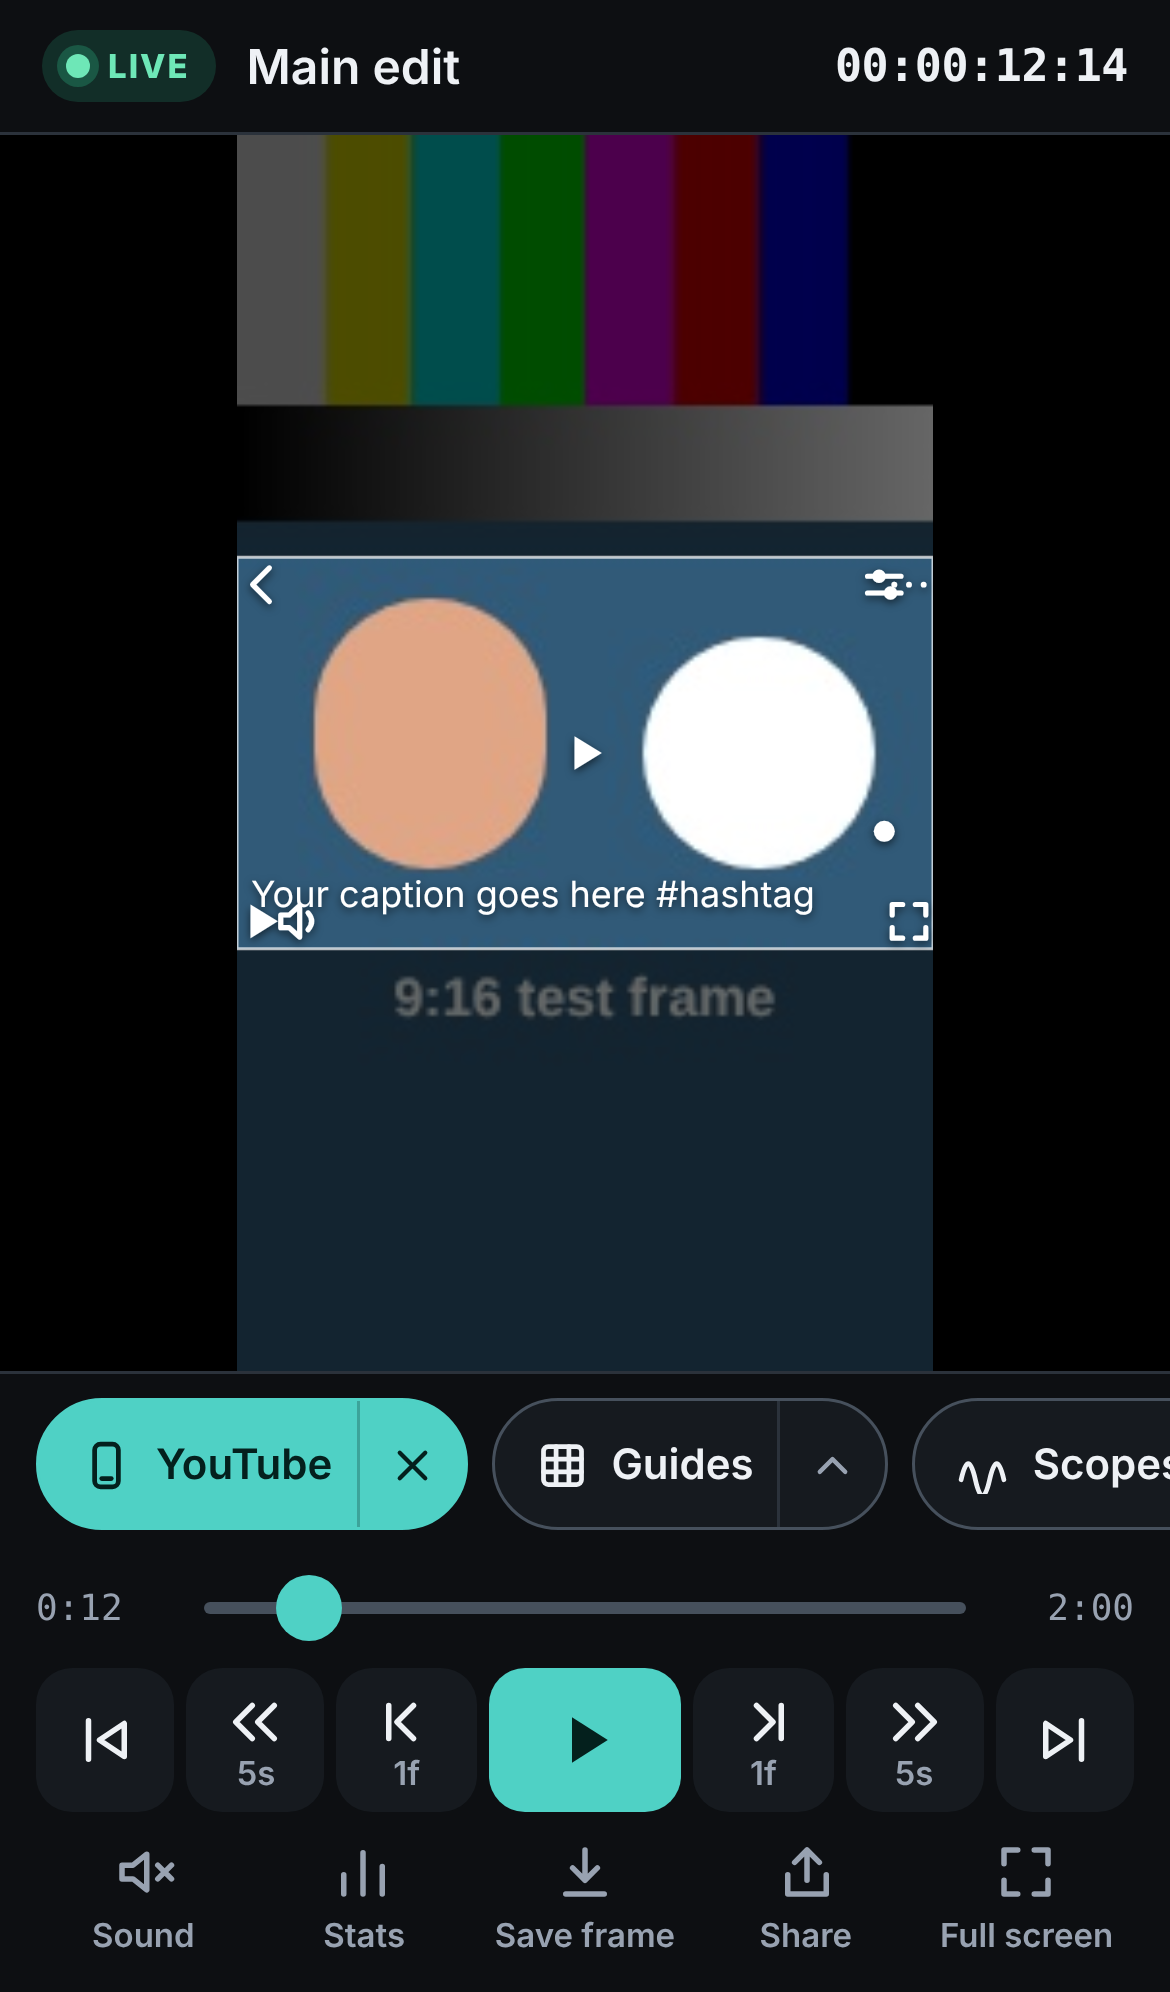 LIVE Main edit 00:00:12:14
Your caption goes here #hashtag
9:16 test frame
YouTube Guides Scopes
0:12 2:00
5s 1f 1f 5s
Sound Stats Save frame Share Full screen